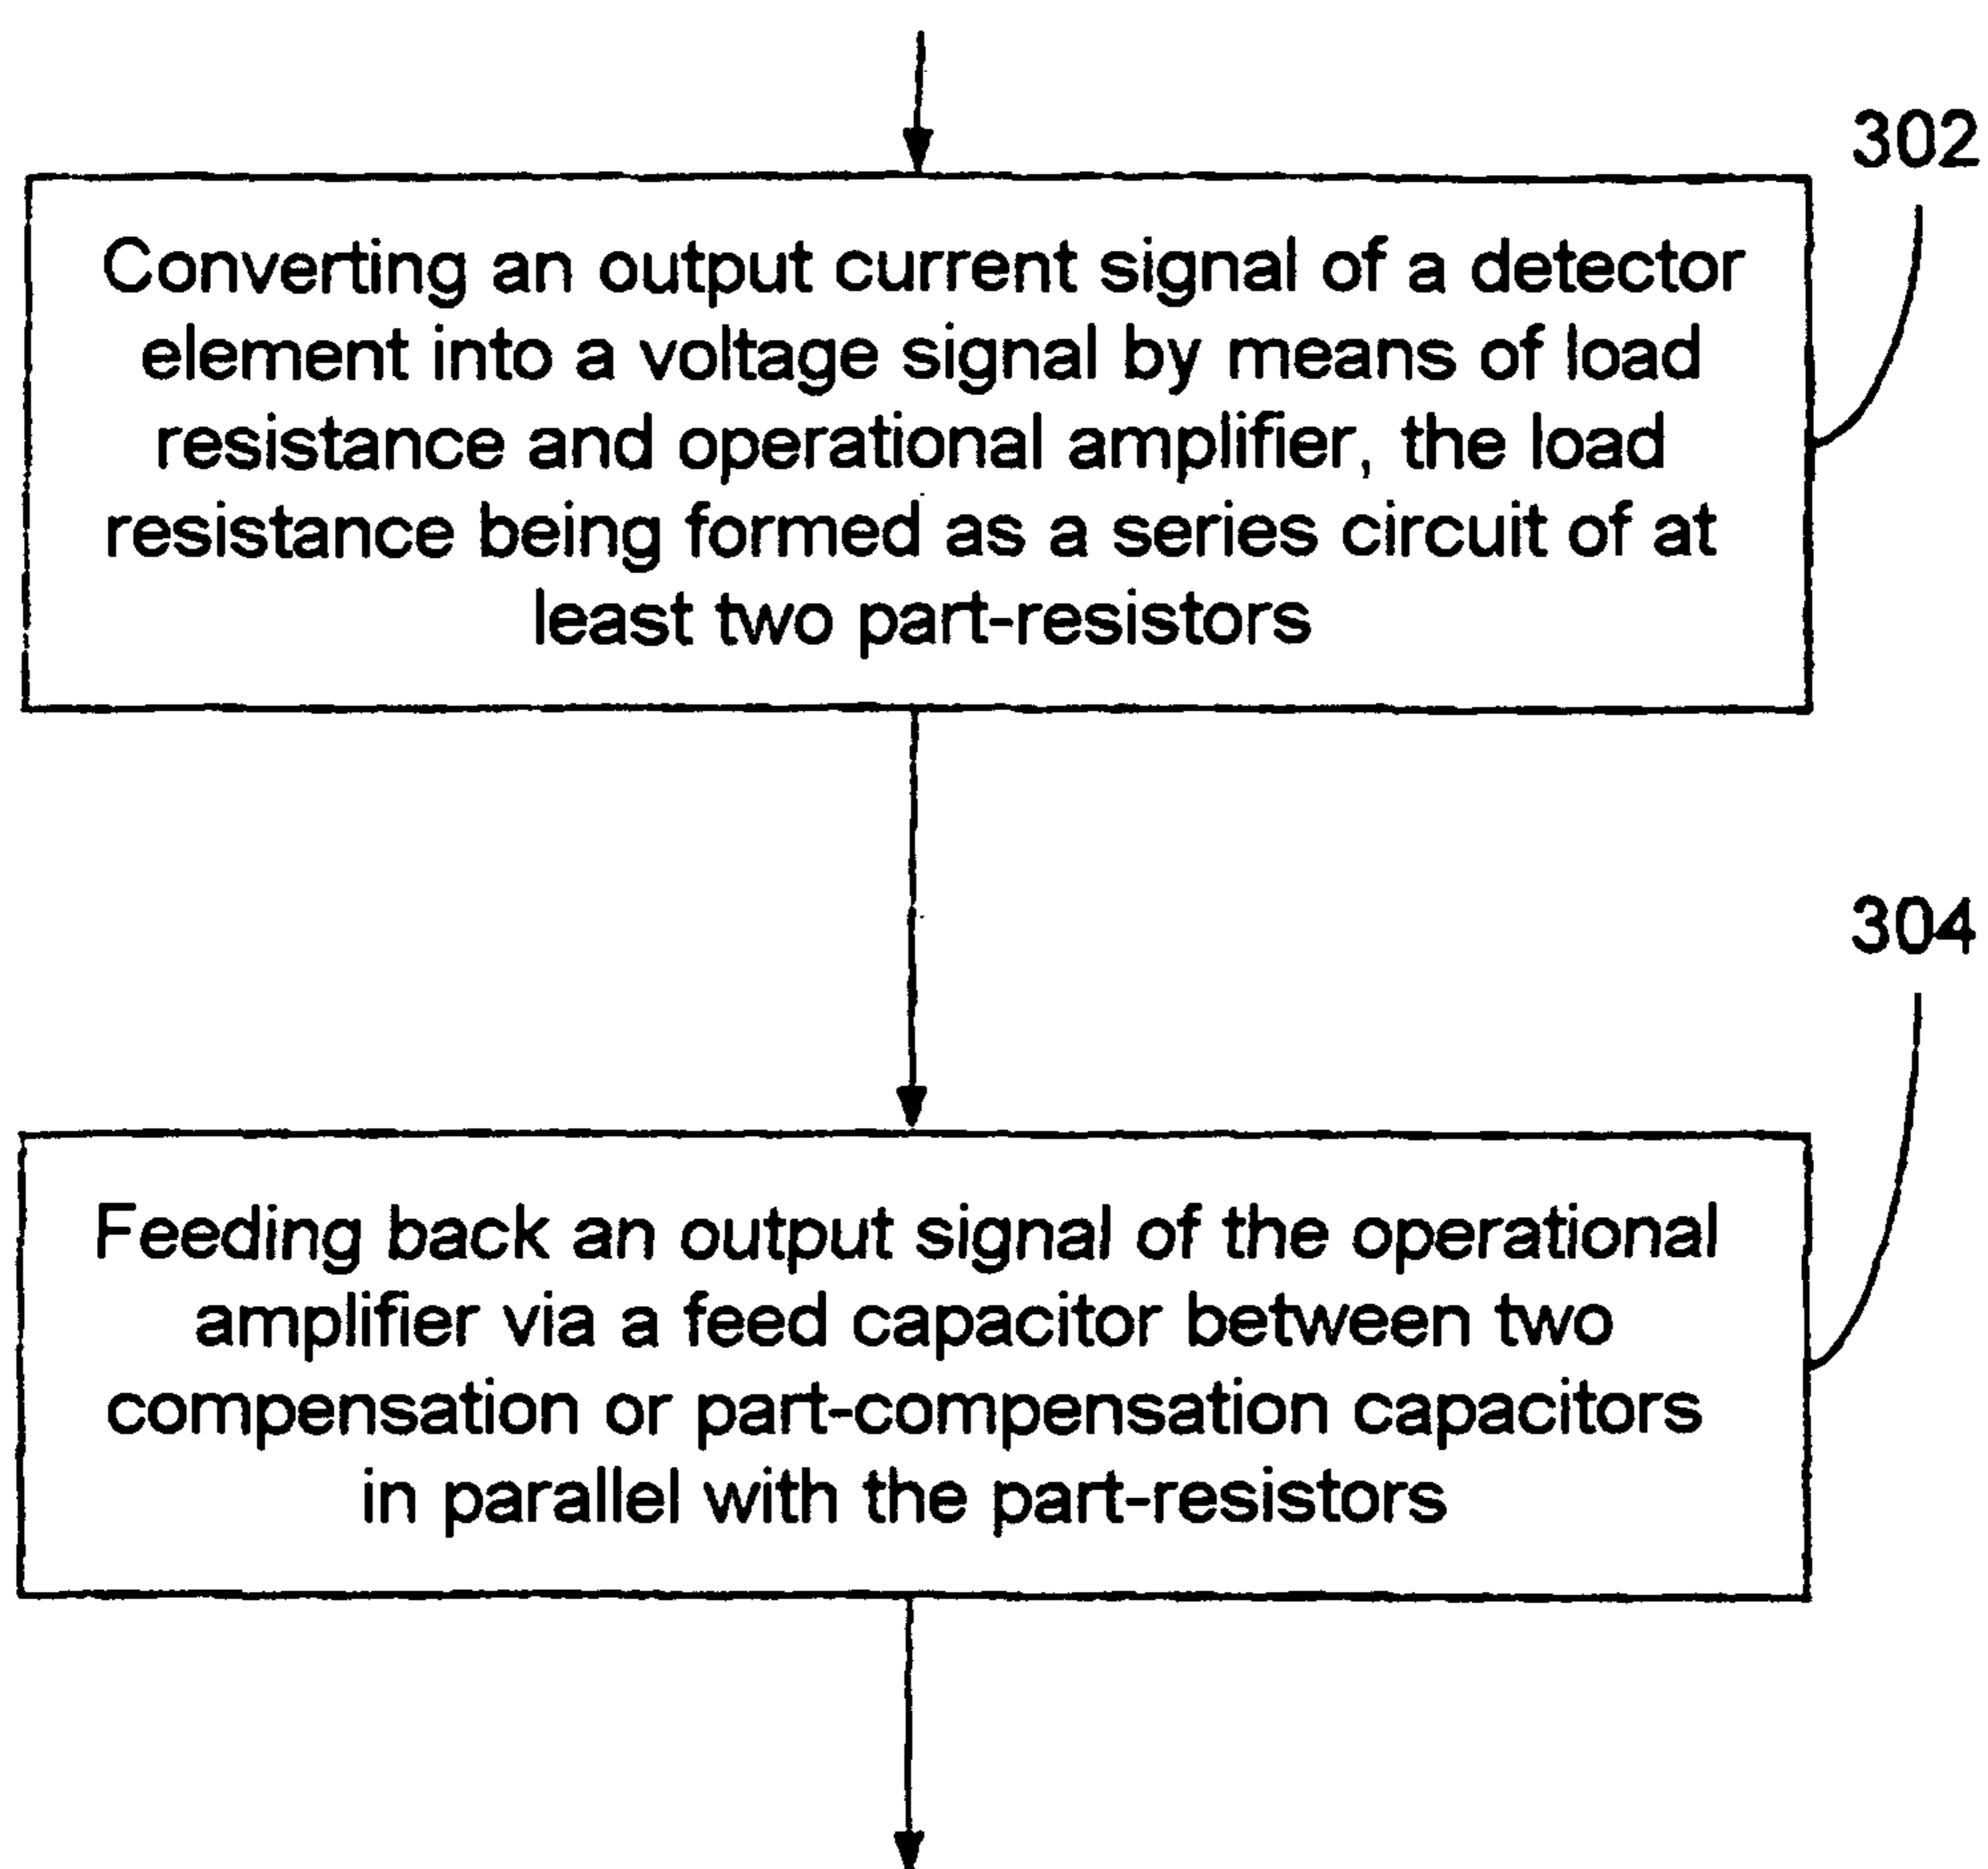 302
Converting an output current signal of a detector
element into a voltage signal by means of load
resistance and operational amplifier, the load
resistance being formed as a series circuit of at
least two part-resistors
304
Feeding back an output signal of the operational
amplifier via a feed capacitor between two
compensation or part-compensation capacitors
in parallel with the part-resistors